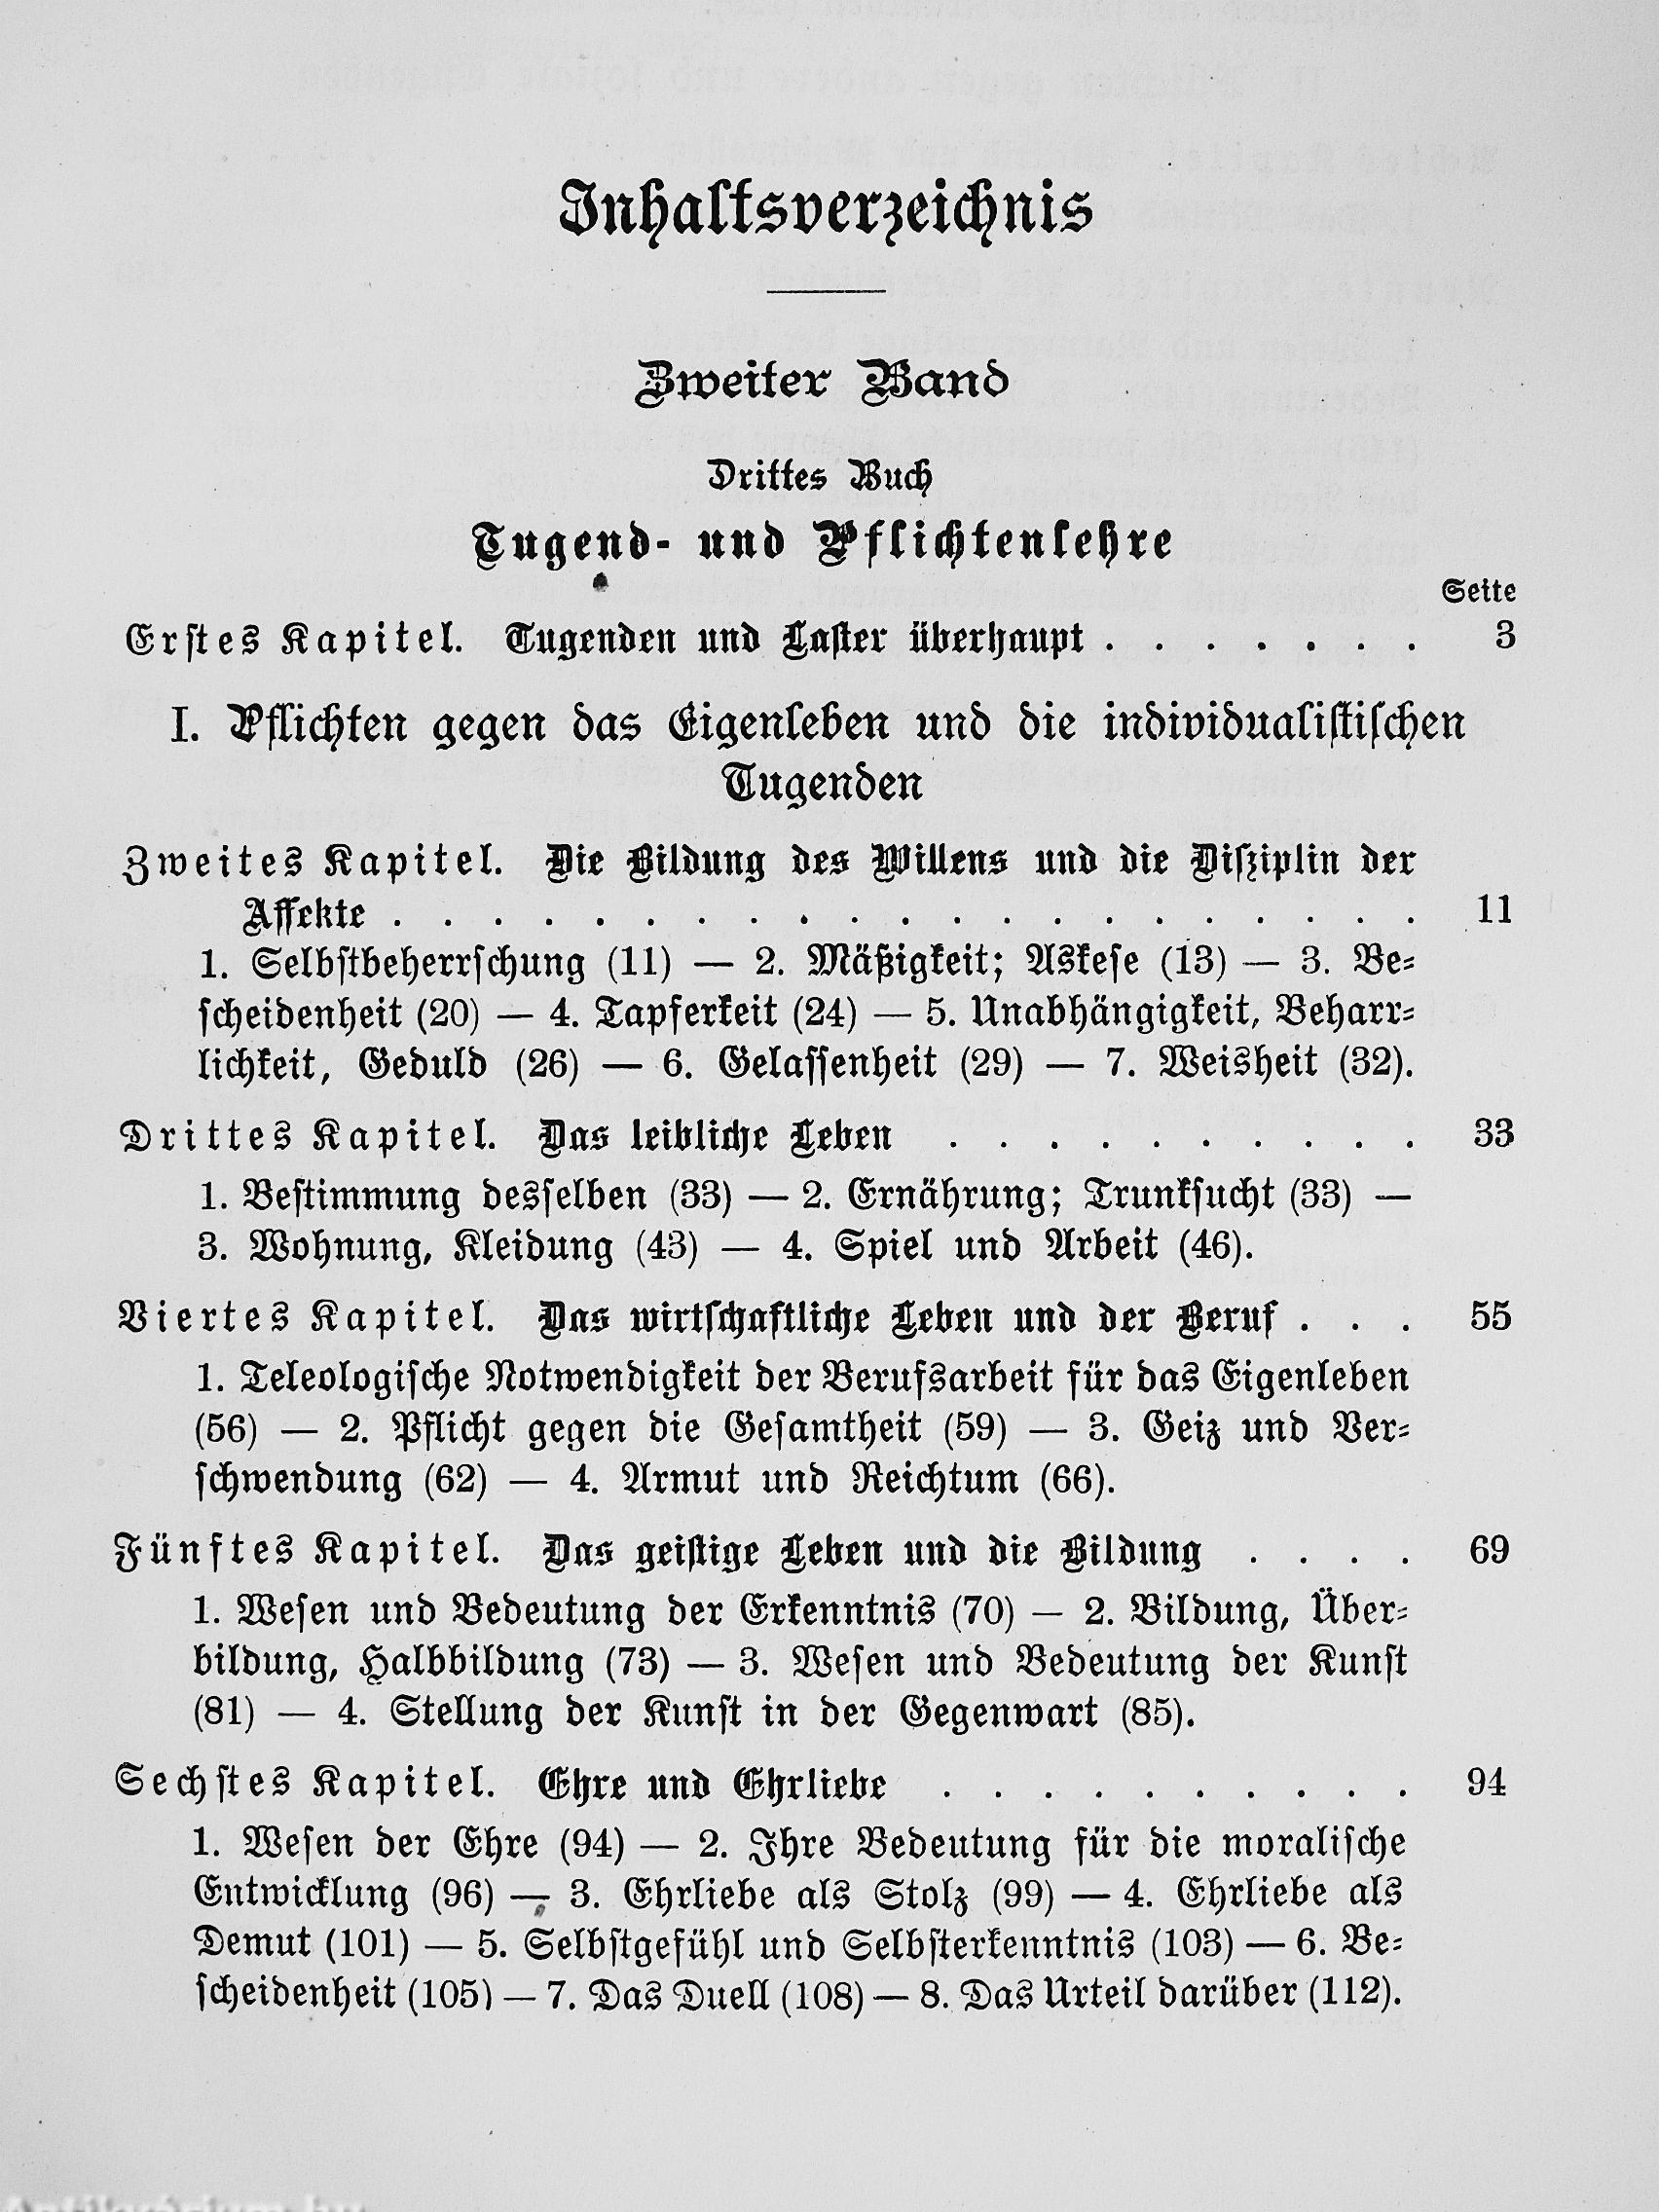 Inhaltsverzeichnis
Zweiter Band
Drittes Buch
Tugend- und Pflichtenlehre
Seite
Erstes Kapitel. Tugenden und Laster überhaupt . . . . . . . 3
I. Pflichten gegen das Eigenleben und die individualistischen
Tugenden
Zweites Kapitel. Die Bildung des Willens und die Disziplin der
Affekte . . . . . . . . . . . . . . . . . . . . . 11
1. Selbstbeherrschung (11) — 2. Mäßigkeit; Askese (13) — 3. Be-
scheidenheit (20) — 4. Tapferkeit (24) — 5. Unabhängigkeit, Beharr-
lichkeit, Geduld (26) — 6. Gelassenheit (29) — 7. Weisheit (32).
Drittes Kapitel. Das leibliche Leben . . . . . . . . . . 33
1. Bestimmung desselben (33) — 2. Ernährung; Trunksucht (33) —
3. Wohnung, Kleidung (43) — 4. Spiel und Arbeit (46).
Viertes Kapitel. Das wirtschaftliche Leben und der Beruf . . . 55
1. Teleologische Notwendigkeit der Berufsarbeit für das Eigenleben
(56) — 2. Pflicht gegen die Gesamtheit (59) — 3. Geiz und Ver-
schwendung (62) — 4. Armut und Reichtum (66).
Fünftes Kapitel. Das geistige Leben und die Bildung . . . . 69
1. Wesen und Bedeutung der Erkenntnis (70) — 2. Bildung, Über-
bildung, Halbbildung (73) — 3. Wesen und Bedeutung der Kunst
(81) — 4. Stellung der Kunst in der Gegenwart (85).
Sechstes Kapitel. Ehre und Ehrliebe . . . . . . . . . . 94
1. Wesen der Ehre (94) — 2. Ihre Bedeutung für die moralische
Entwicklung (96) — 3. Ehrliebe als Stolz (99) — 4. Ehrliebe als
Demut (101) — 5. Selbstgefühl und Selbsterkenntnis (103) — 6. Be-
scheidenheit (105) — 7. Das Duell (108) — 8. Das Urteil darüber (112).